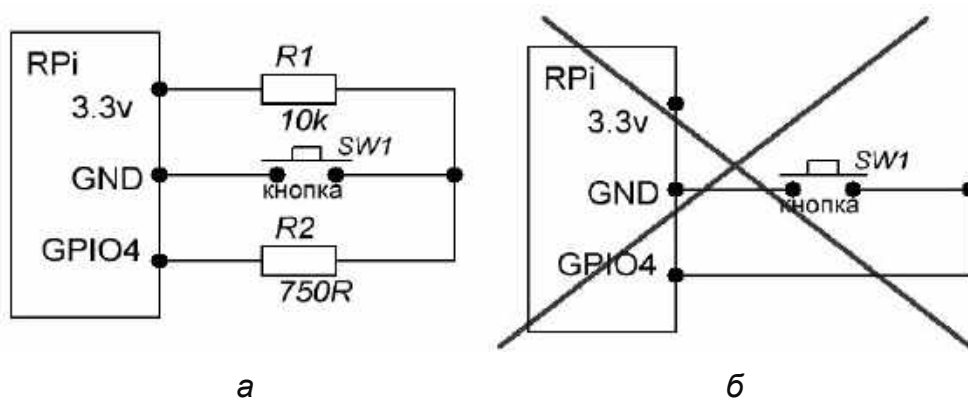 RPi
R1
3.3v
10k
SW1
GND
кнопка
R2
GPIO4
750R
а
RPi
3.3v
SW1
GND
кнопка
GPIO4
б